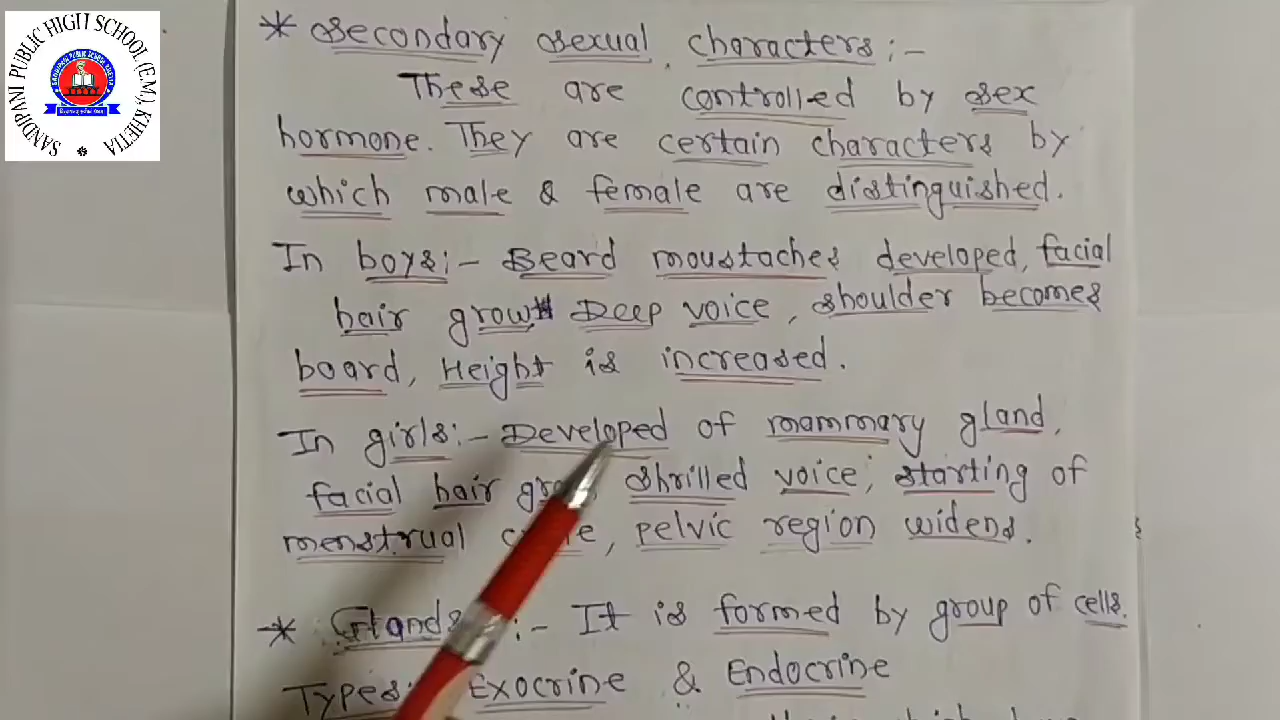 SANDIPANI PUBLIC HIGH SCHOOL (E.M), KHETIA
* Secondary sexual characters :-
These are controlled by sex
hormone. They are certain characters by
which male & female are distinguished.
In boys :- Beard moustaches developed, facial
hair grow Deep voice, shoulder becomes
board, Height is increased.
In girls :- Developed of mammary gland,
facial hair shrilled voice; starting of
menstrual, pelvic region widens.
* Glands :- It is formed by group of cells.
Types: Exocrine & Endocrine